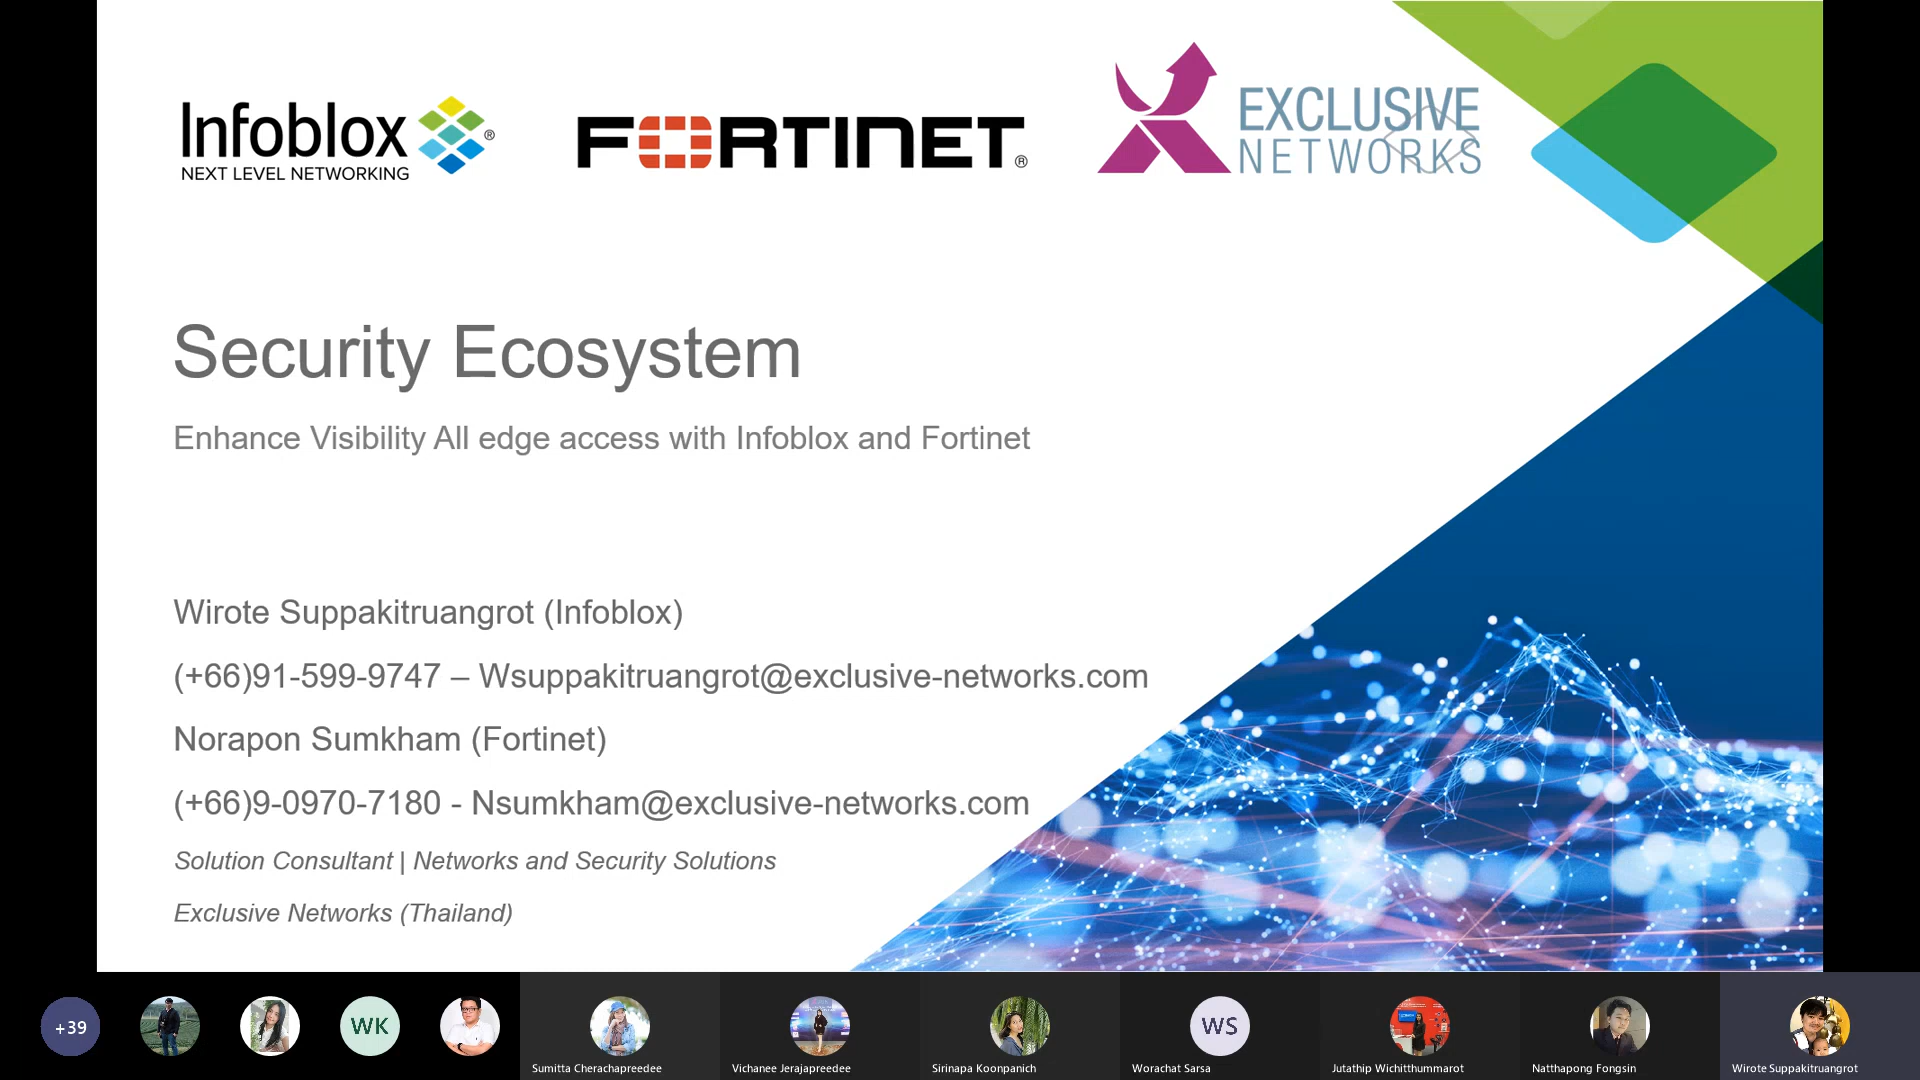 Infoblox ®
NEXT LEVEL NETWORKING
FORTINET ®
EXCLUSIVE
NETWORKS
Security Ecosystem
Enhance Visibility All edge access with Infoblox and Fortinet
Wirote Suppakitruangrot (Infoblox)
(+66)91-599-9747 – Wsuppakitruangrot@exclusive-networks.com
Norapon Sumkham (Fortinet)
(+66)9-0970-7180 - Nsumkham@exclusive-networks.com
Solution Consultant | Networks and Security Solutions
Exclusive Networks (Thailand)
+39
WK
WS
Sumitta Cherachapreedee
Vichanee Jerajapreedee
Sirinapa Koonpanich
Worachat Sarsa
Jutathip Wichitthummarot
Natthapong Fongsin
Wirote Suppakitruangrot